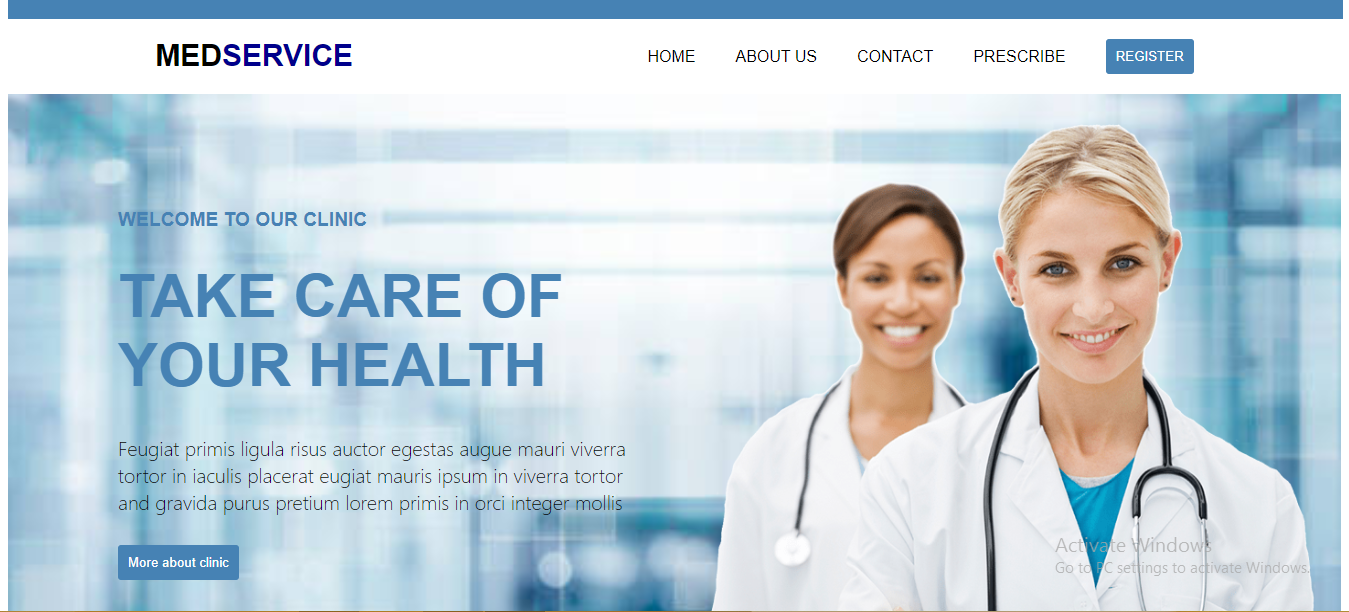 MEDSERVICE
HOME ABOUT US CONTACT PRESCRIBE REGISTER
WELCOME TO OUR CLINIC
TAKE CARE OF
YOUR HEALTH
Feugiat primis ligula risus auctor egestas augue mauri viverra
tortor in iaculis placerat eugiat mauris ipsum in viverra tortor
and gravida purus pretium lorem primis in orci integer mollis
More about clinic
Activate Windows
Go to PC settings to activate Windows.